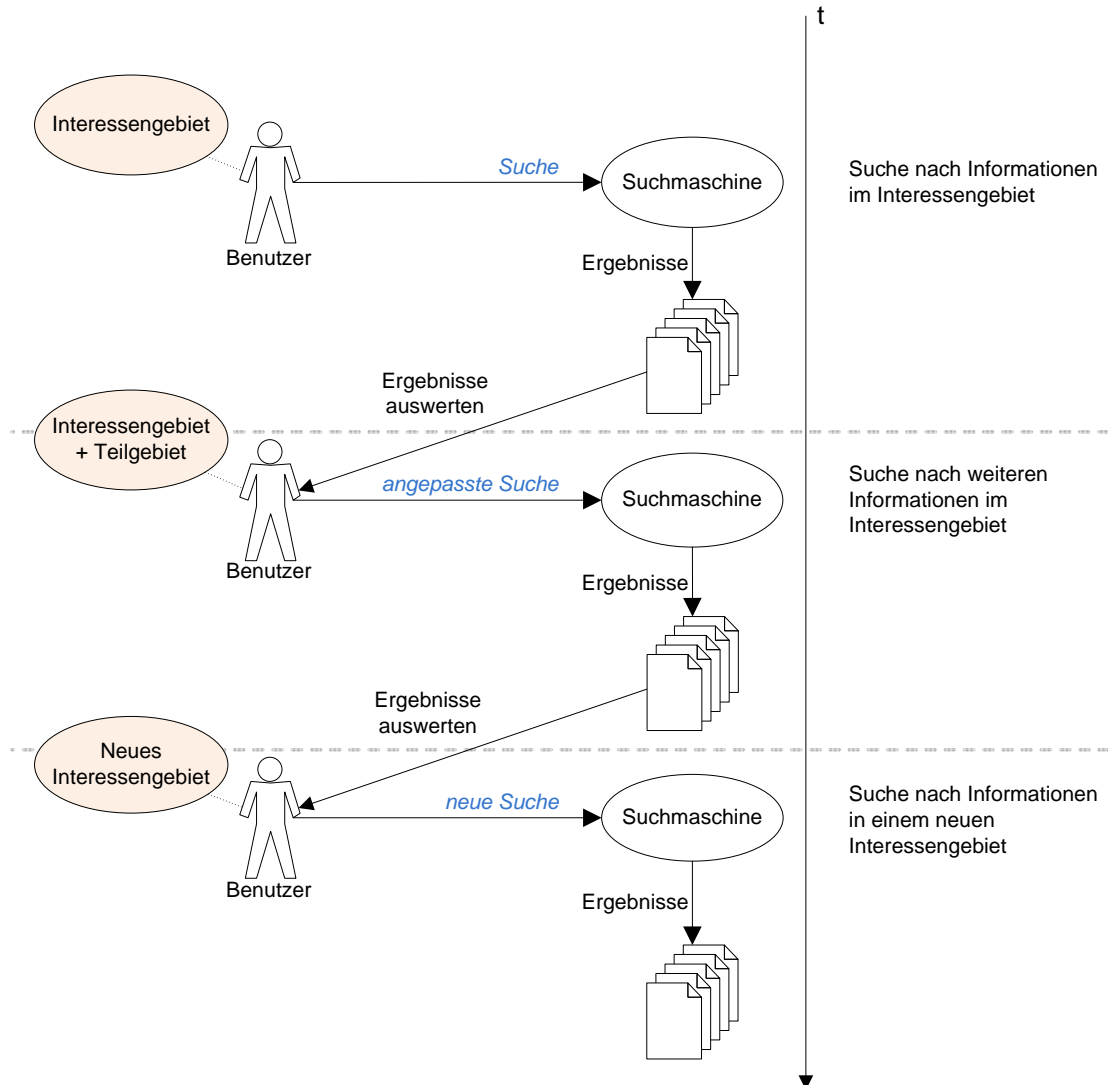 t
Interessengebiet
Suche
Suchmaschine
Suche nach Informationen
im Interessengebiet
Benutzer
Ergebnisse
Ergebnisse
auswerten
Interessengebiet
+ Teilgebiet
angepasste Suche
Suchmaschine
Suche nach weiteren
Informationen im
Interessengebiet
Benutzer
Ergebnisse
Ergebnisse
auswerten
Neues
Interessengebiet
neue Suche
Suchmaschine
Suche nach Informationen
in einem neuen
Interessengebiet
Benutzer
Ergebnisse